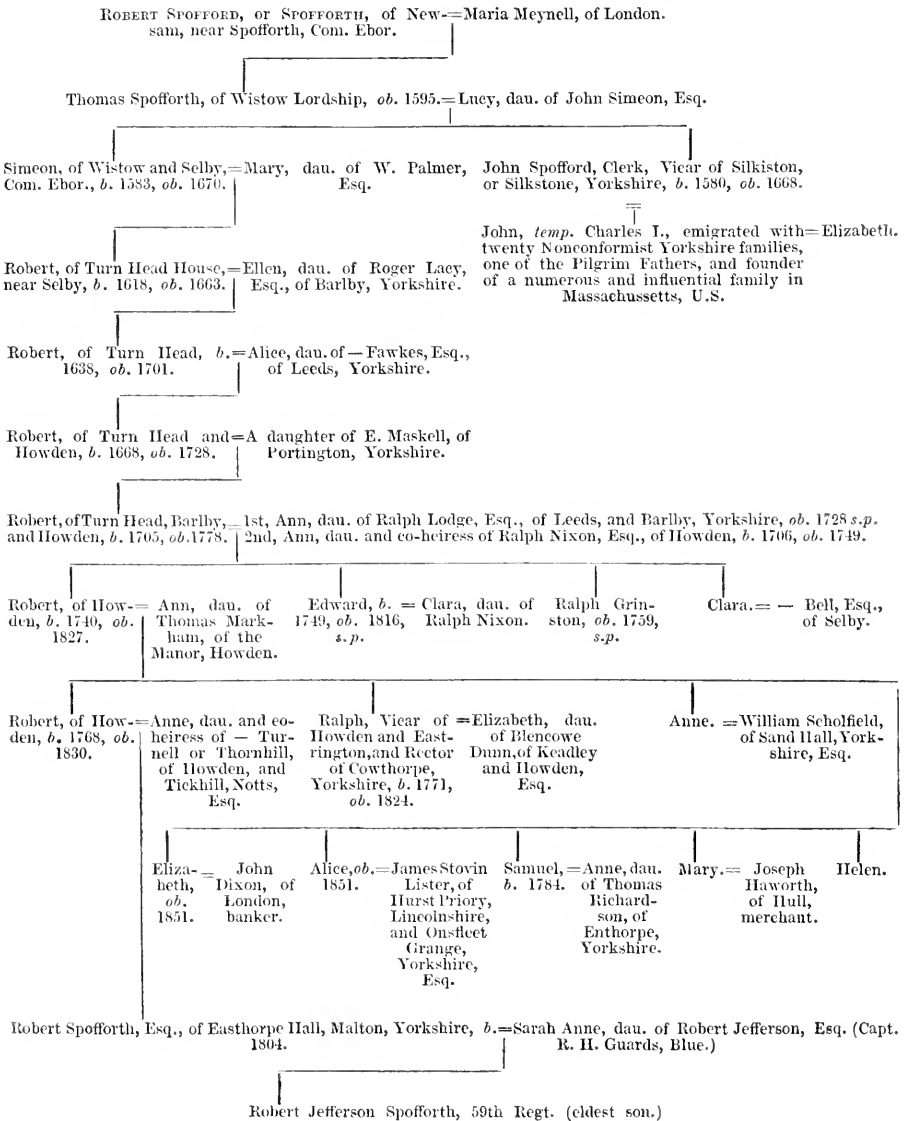 ROBERT SPOFFORD, OR SPOFFORTH, of New-=Maria Meynell, of London.
sam, near Spofforth, Com. Ebor.
Thomas Spofforth, of Wistow Lordship, ob. 1595.=Lucy, dau. of John Simeon, Esq.
Simeon, of Wistow and Selby,=Mary, dau. of W. Palmer,
Com. Ebor., b. 1583, ob. 1670. Esq.
John Spofford, Clerk, Vicar of Silkiston,
or Silkstone, Yorkshire, b. 1580, ob. 1668.
John, temp. Charles I., emigrated with=Elizabeth.
twenty Nonconformist Yorkshire families,
one of the Pilgrim Fathers, and founder
of a numerous and influential family in
Massachussetts, U.S.
Robert, of Turn Head House,=Ellen, dau. of Roger Lacy,
near Selby, b. 1618, ob. 1663. Esq., of Barlby, Yorkshire.
Robert, of Turn Head, b.=Alice, dau. of — Fawkes, Esq.,
1638, ob. 1701. of Leeds, Yorkshire.
Robert, of Turn Head and=A daughter of E. Maskell, of
Howden, b. 1668, ob. 1728. Portington, Yorkshire.
Robert, of Turn Head, Barlby,=1st, Ann, dau. of Ralph Lodge, Esq., of Leeds, and Barlby, Yorkshire, ob. 1728 s.p.
and Howden, b. 1705, ob. 1778. 2nd, Ann, dau. and co-heiress of Ralph Nixon, Esq., of Howden, b. 1706, ob. 1749.
Robert, of How-=Ann, dau. of
den, b. 1740, ob. Thomas Mark-
1827. ham, of the
Manor, Howden.
Edward, b. = Clara, dau. of
1749, ob. 1816, Ralph Nixon.
s.p.
Ralph Grin-
ston, ob. 1759,
s.p.
Clara.= — Bell, Esq.,
of Selby.
Robert, of How-=Anne, dau. and co-
den, b. 1768, ob. heiress of — Tur-
1830. nell or Thornhill,
of Howden, and
Tickhill, Notts,
Esq.
Ralph, Vicar of =Elizabeth, dau.
Howden and East- of Blencowe
rington, and Rector Dunn, of Keadley
of Cowthorpe, and Howden,
Yorkshire, b. 1771, Esq.
ob. 1824.
Anne. =William Scholfield,
of Sand Hall, York-
shire, Esq.
Eliza-= John
beth, Dixon, of
ob. London,
1851. banker.
Alice, ob.=James Stovin
1851. Lister, of
Hurst Priory,
Lincolnshire,
and Ousfleet
Grange,
Yorkshire,
Esq.
Samuel,=Anne, dau.
b. 1784. of Thomas
Richard-
son, of
Enthorpe,
Yorkshire.
Mary.= Joseph
Haworth,
of Hull,
merchant.
Helen.
Robert Spofforth, Esq., of Easthorpe Hall, Malton, Yorkshire, b.=Sarah Anne, dau. of Robert Jefferson, Esq. (Capt.
1804. R. H. Guards, Blue.)
Robert Jefferson Spofforth, 59th Regt. (eldest son.)